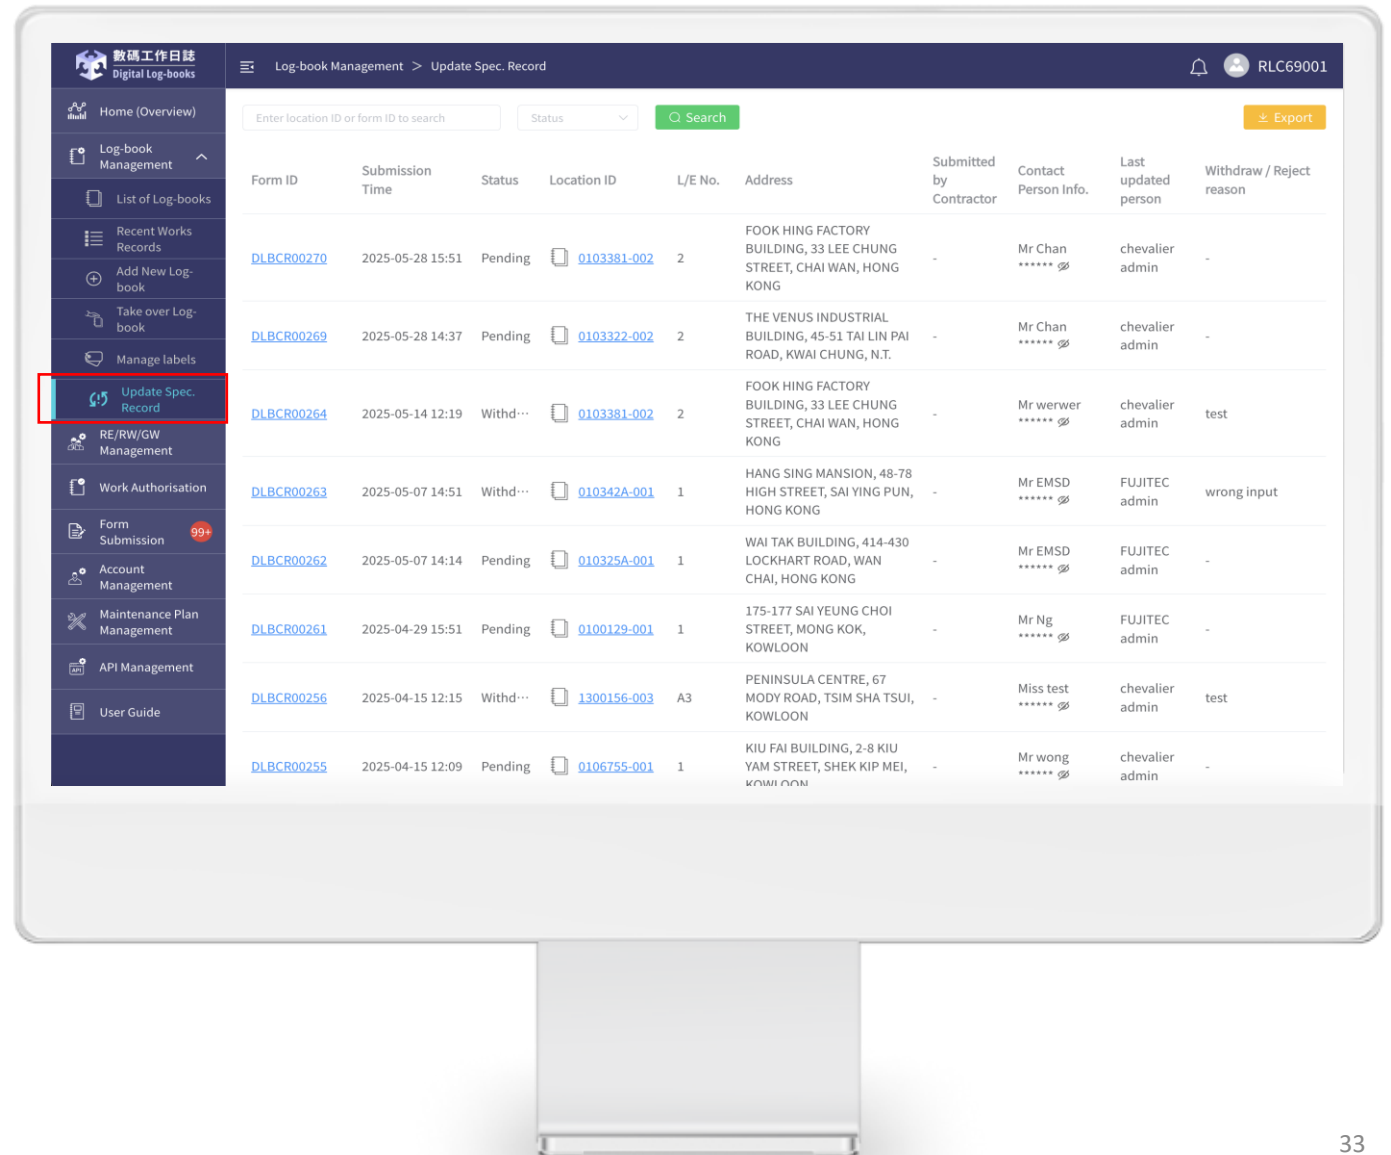 數碼工作日誌
Digital Log-books
Log-book Management > Update Spec. Record
RLC69001
Home (Overview)
Log-book
Management
List of Log-books
Recent Works
Records
Add New Log-
book
Take over Log-
book
Manage labels
Update Spec.
Record
RE/RW/GW
Management
Work Authorisation
Form
Submission
99+
Account
Management
Maintenance Plan
Management
API Management
User Guide
Enter location ID or form ID to search
Status
Search
Export
Form ID
Submission
Time
Status
Location ID
L/E No.
Address
Submitted
by
Contractor
Contact
Person Info.
Last
updated
person
Withdraw / Reject
reason
DLBCR00270
2025-05-28 15:51
Pending
0103381-002
2
FOOK HING FACTORY
BUILDING, 33 LEE CHUNG
STREET, CHAI WAN, HONG
KONG
-
Mr Chan
******
chevalier
admin
-
DLBCR00269
2025-05-28 14:37
Pending
0103322-002
2
THE VENUS INDUSTRIAL
BUILDING, 45-51 TAI LIN PAI
ROAD, KWAI CHUNG, N.T.
-
Mr Chan
******
chevalier
admin
-
DLBCR00264
2025-05-14 12:19
Withd···
0103381-002
2
FOOK HING FACTORY
BUILDING, 33 LEE CHUNG
STREET, CHAI WAN, HONG
KONG
-
Mr werwer
******
chevalier
admin
test
DLBCR00263
2025-05-07 14:51
Withd···
010342A-001
1
HANG SING MANSION, 48-78
HIGH STREET, SAI YING PUN,
HONG KONG
-
Mr EMSD
******
FUJITEC
admin
wrong input
DLBCR00262
2025-05-07 14:14
Pending
010325A-001
1
WAI TAK BUILDING, 414-430
LOCKHART ROAD, WAN
CHAI, HONG KONG
-
Mr EMSD
******
FUJITEC
admin
-
DLBCR00261
2025-04-29 15:51
Pending
0100129-001
1
175-177 SAI YEUNG CHOI
STREET, MONG KOK,
KOWLOON
-
Mr Ng
******
FUJITEC
admin
-
DLBCR00256
2025-04-15 12:15
Withd···
1300156-003
A3
PENINSULA CENTRE, 67
MODY ROAD, TSIM SHA TSUI,
KOWLOON
-
Miss test
******
chevalier
admin
test
DLBCR00255
2025-04-15 12:09
Pending
0106755-001
1
KIU FAI BUILDING, 2-8 KIU
YAM STREET, SHEK KIP MEI,
KOWLOON
-
Mr wong
******
chevalier
admin
-
33